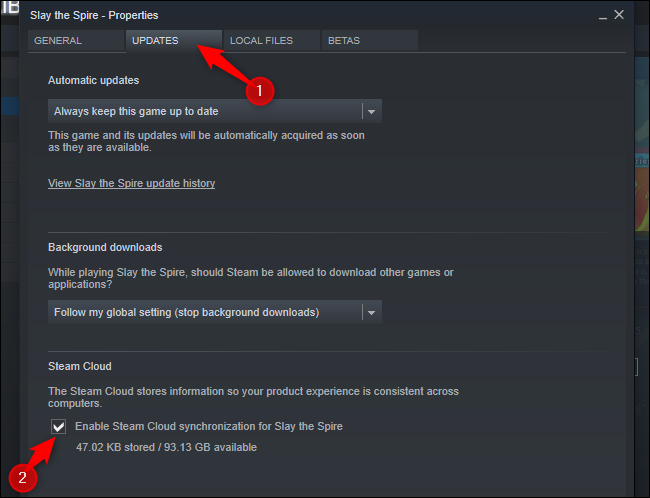 IB
Slay the Spire - Properties
GENERAL
UPDATES
LOCAL FILES
BETAS
1
Automatic updates
Always keep this game up to date
This game and its updates will be automatically acquired as soon
as they are available.
View Slay the Spire update history
Background downloads
While playing Slay the Spire, should Steam be allowed to download other games or
applications?
Follow my global setting (stop background downloads)
Steam Cloud
The Steam Cloud stores information so your product experience is consistent across
computers.
Enable Steam Cloud synchronization for Slay the Spire
47.02 KB stored / 93.13 GB available
2